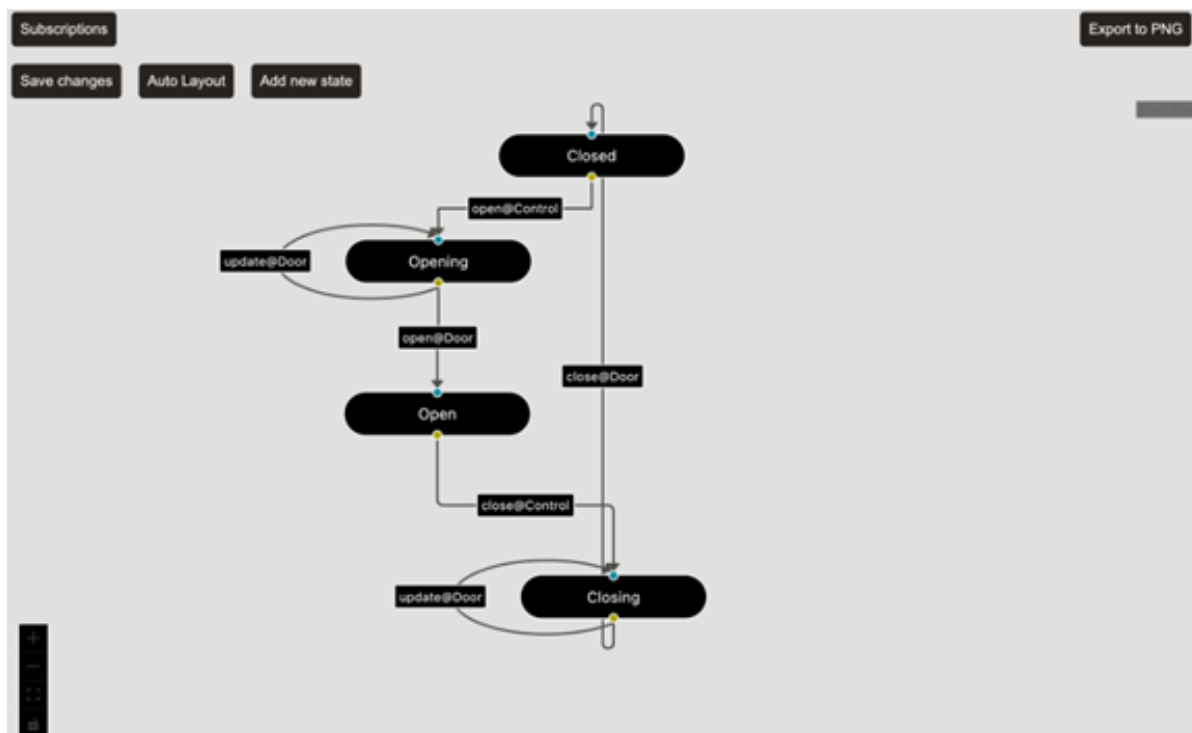 Subscriptions
Export to PNG
Save changes
Auto Layout
Add new state
Closed
open@Control
update@Door
Opening
open@Door
close@Door
Open
close@Control
update@Door
Closing